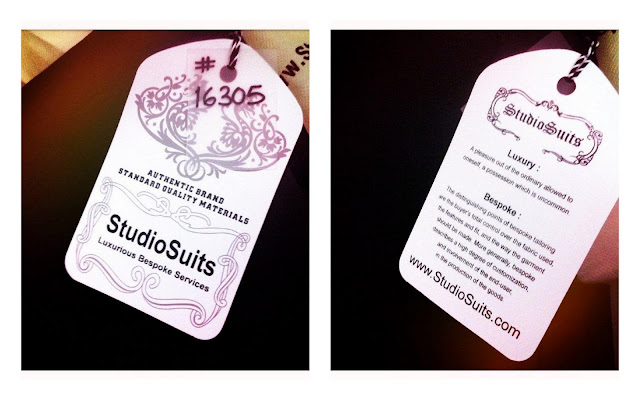 #
16305
AUTHENTIC BRAND
STANDARD QUALITY MATERIALS
StudioSuits
Luxurious Bespoke Services
StudioSuits
Luxury :
A pleasure out of the ordinary allowed to
oneself, a possession which is uncommon
Bespoke :
The distinguishing points of bespoke tailoring
are the buyer's total control over the fabric used,
the features and fit, and the way the garment
should be made. More generally, bespoke
describes a high degree of customization,
and involvement of the end-user,
in the production of the goods
www.StudioSuits.com